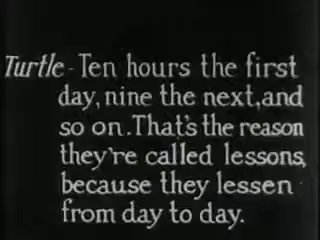 Turtle - Ten hours the first
day, nine the next, and
so on. That's the reason
they're called lessons,
because they lessen
from day to day.